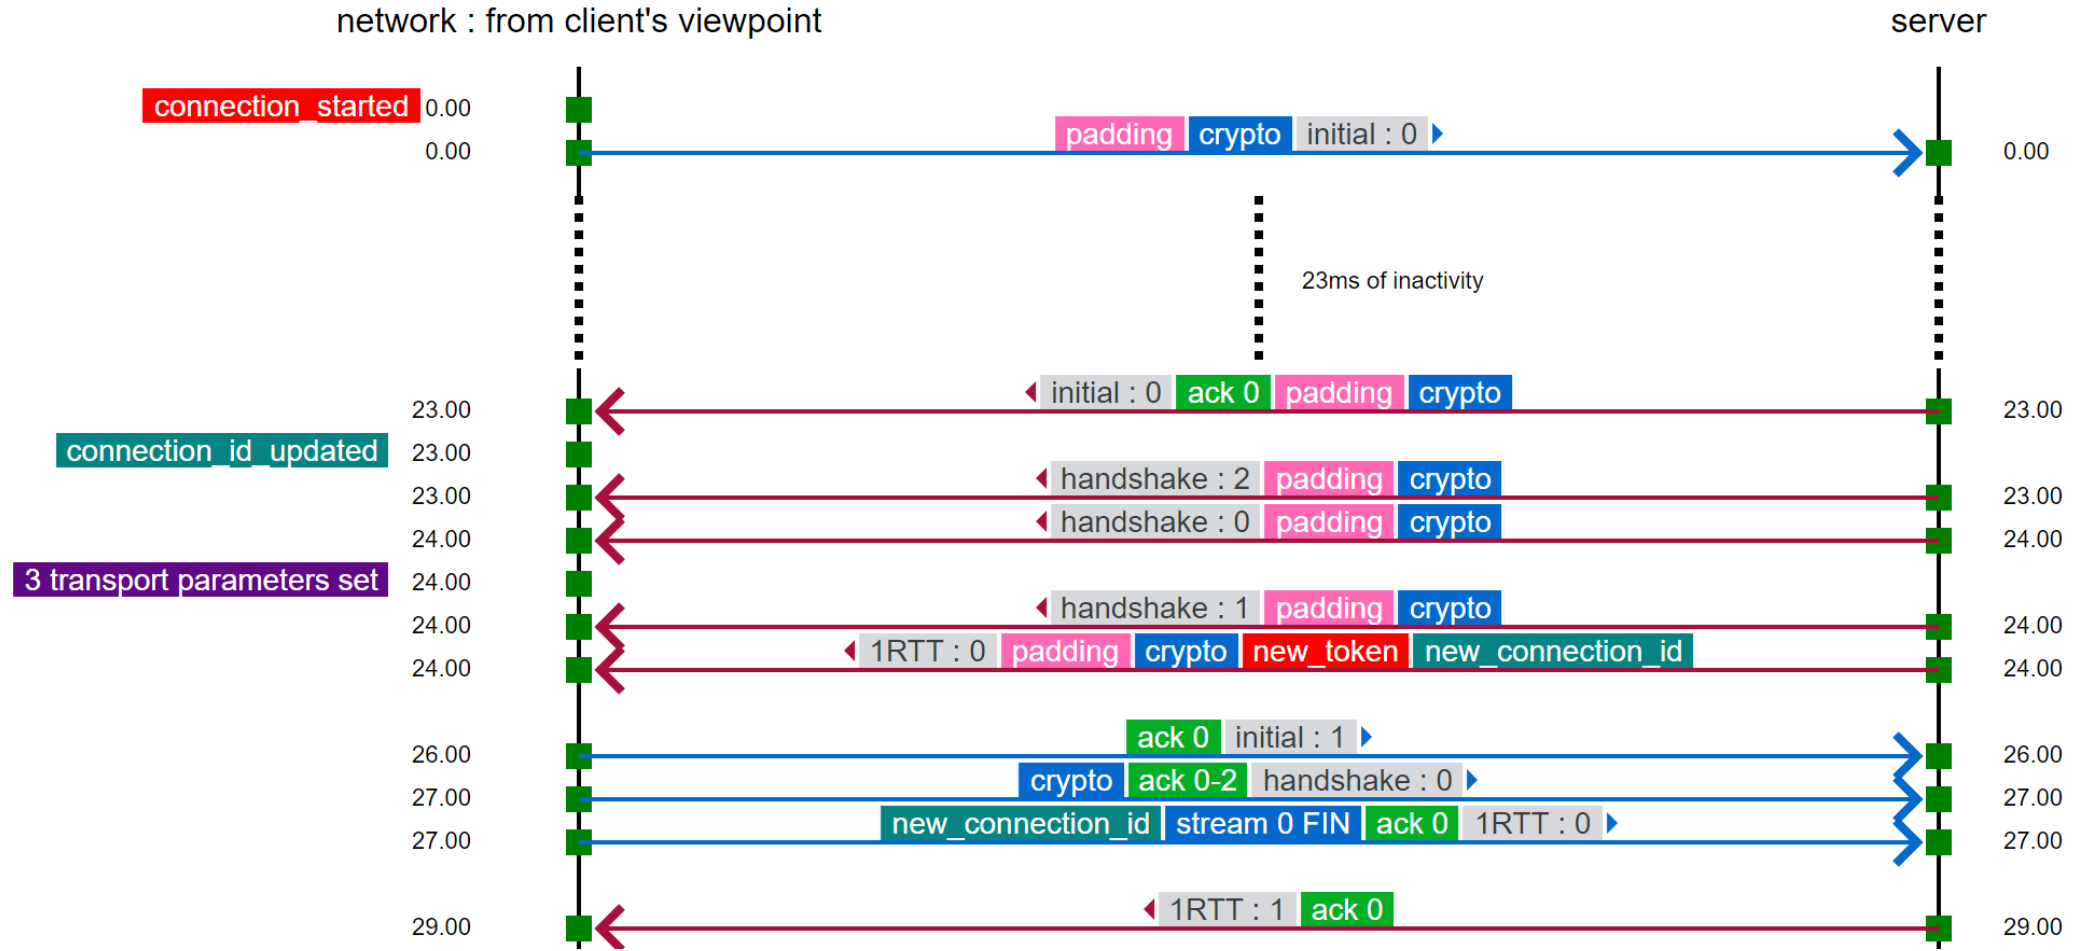 network : from client's viewpoint server
connection_started 0.00
padding crypto initial : 0
0.00 0.00
23ms of inactivity
initial : 0 ack 0 padding crypto
23.00 23.00
connection_id_updated 23.00
handshake : 2 padding crypto
23.00 23.00
handshake : 0 padding crypto
24.00 24.00
3 transport parameters set 24.00
handshake : 1 padding crypto
24.00 24.00
1RTT : 0 padding crypto new_token new_connection_id
24.00 24.00
ack 0 initial : 1
26.00 26.00
crypto ack 0-2 handshake : 0
27.00 27.00
new_connection_id stream 0 FIN ack 0 1RTT : 0
27.00 27.00
1RTT : 1 ack 0
29.00 29.00